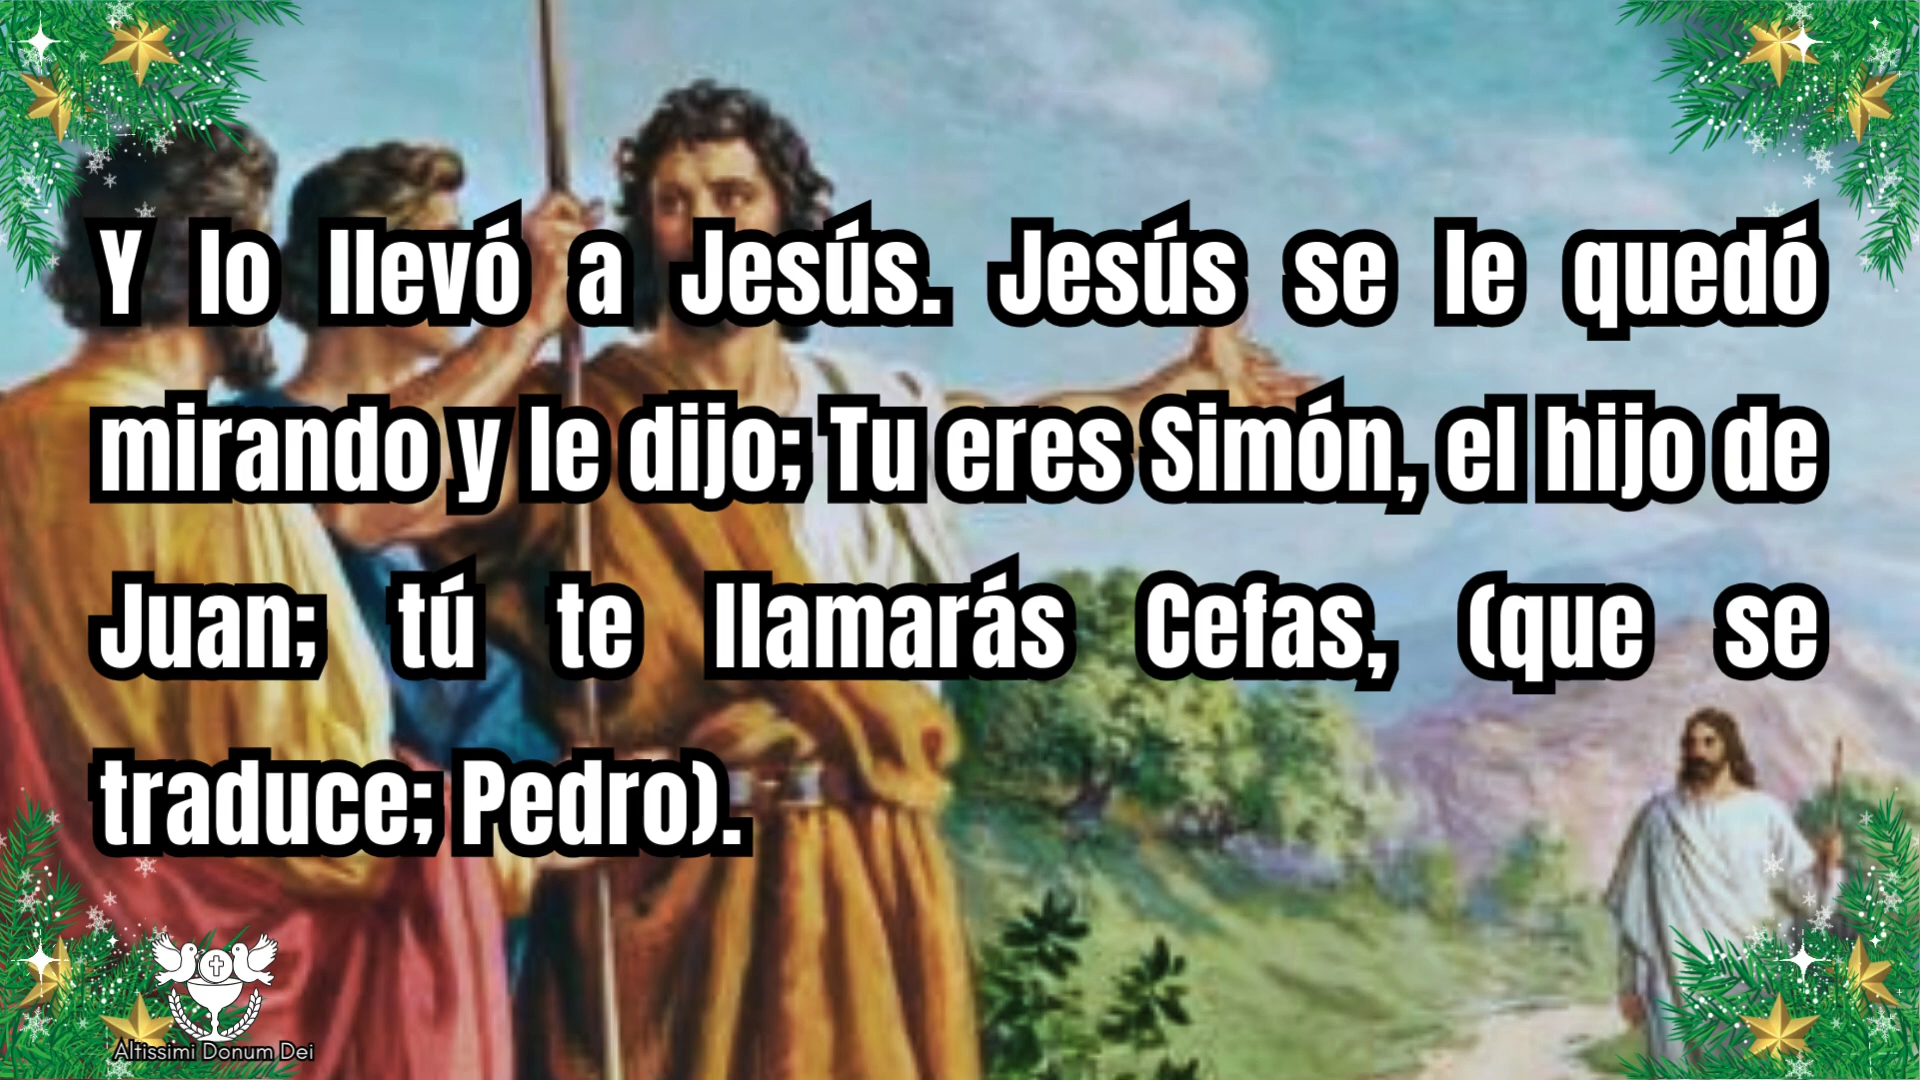 Y lo llevó a Jesús. Jesús se le quedó
mirando y le dijo; Tu eres Simón, el hijo de
Juan; tú te llamarás Cefas, (que se
traduce; Pedro).
Altissimi Donum Dei